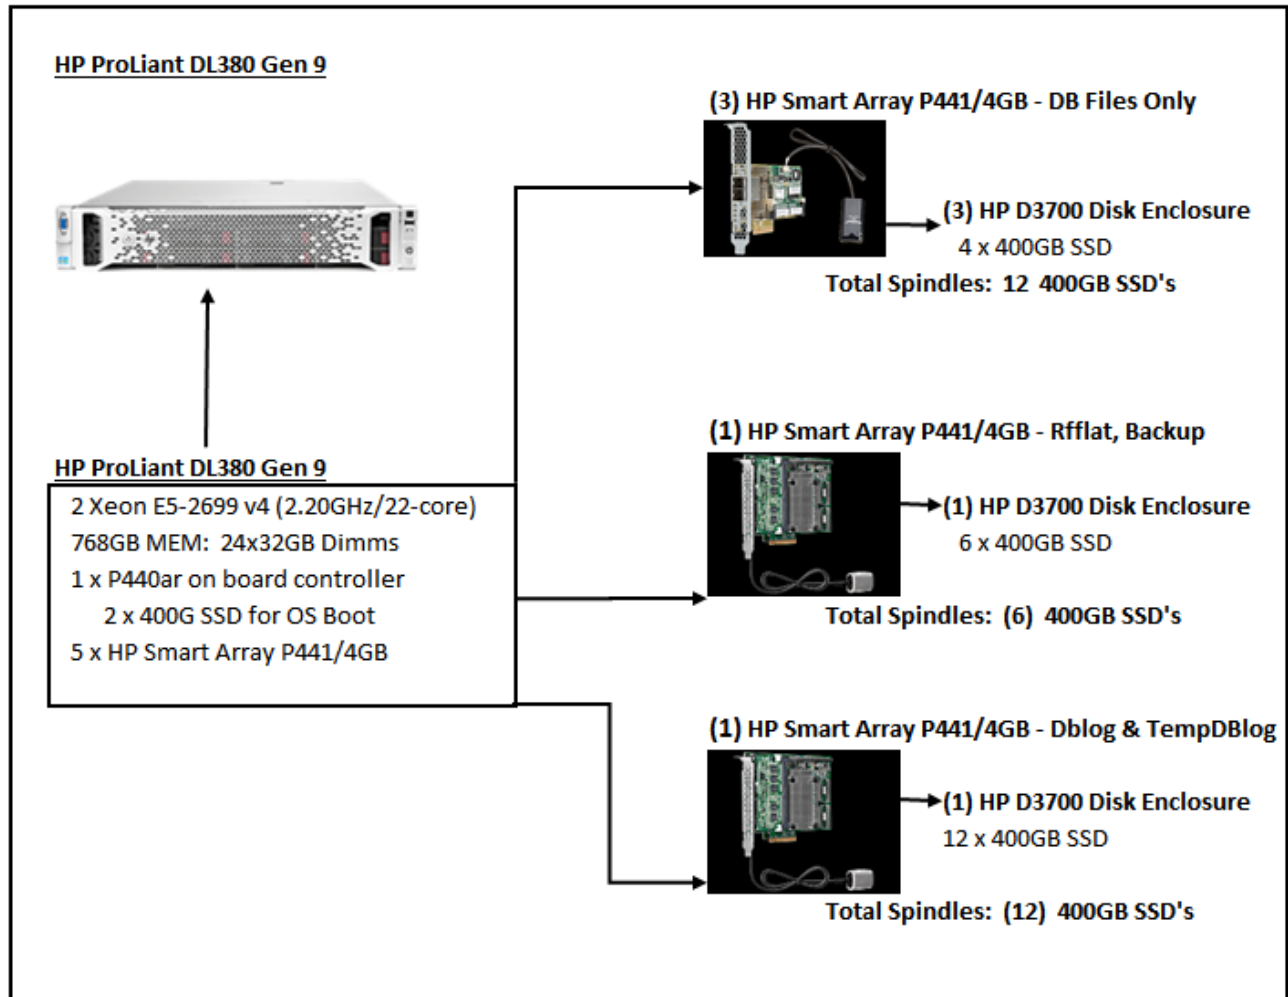 HP ProLiant DL380 Gen 9
(3) HP Smart Array P441/4GB - DB Files Only
(3) HP D3700 Disk Enclosure
4 x 400GB SSD
Total Spindles: 12 400GB SSD's
HP ProLiant DL380 Gen 9
2 Xeon E5-2699 v4 (2.20GHz/22-core)
768GB MEM: 24x32GB Dimms
1 x P440ar on board controller
2 x 400G SSD for OS Boot
5 x HP Smart Array P441/4GB
(1) HP Smart Array P441/4GB - Rfflat, Backup
(1) HP D3700 Disk Enclosure
6 x 400GB SSD
Total Spindles: (6) 400GB SSD's
(1) HP Smart Array P441/4GB - Dblog & TempDBlog
(1) HP D3700 Disk Enclosure
12 x 400GB SSD
Total Spindles: (12) 400GB SSD's